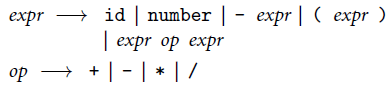 expr ⟶ id | number | - expr | ( expr )
| expr op expr
op ⟶ + | - | * | /